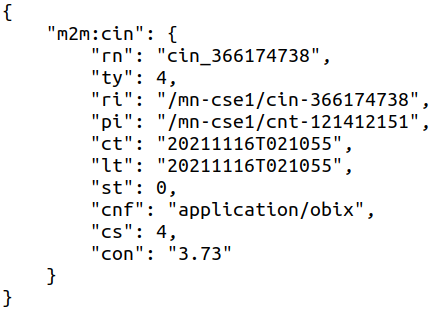 {
    "m2m:cin": {
        "rn": "cin_366174738",
        "ty": 4,
        "ri": "/mn-cse1/cin-366174738",
        "pi": "/mn-cse1/cnt-121412151",
        "ct": "20211116T021055",
        "lt": "20211116T021055",
        "st": 0,
        "cnf": "application/obix",
        "cs": 4,
        "con": "3.73"
    }
}